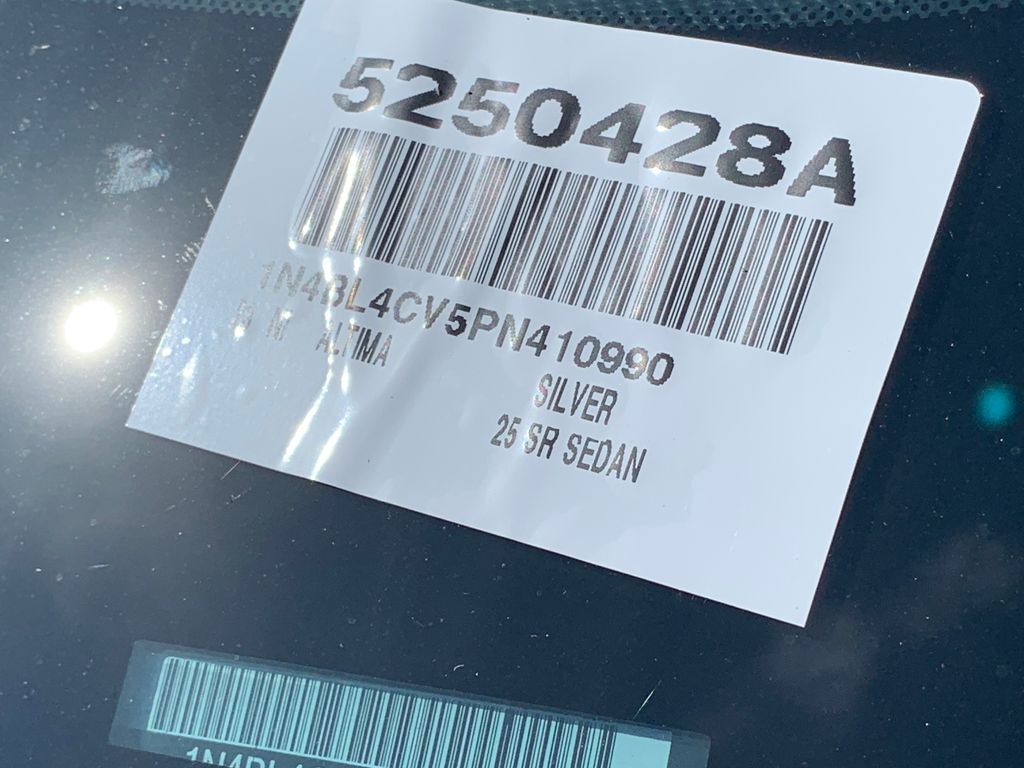 5250428A
1N4BL4CV5PN410990
ALTIMA
SILVER
25 SR SEDAN